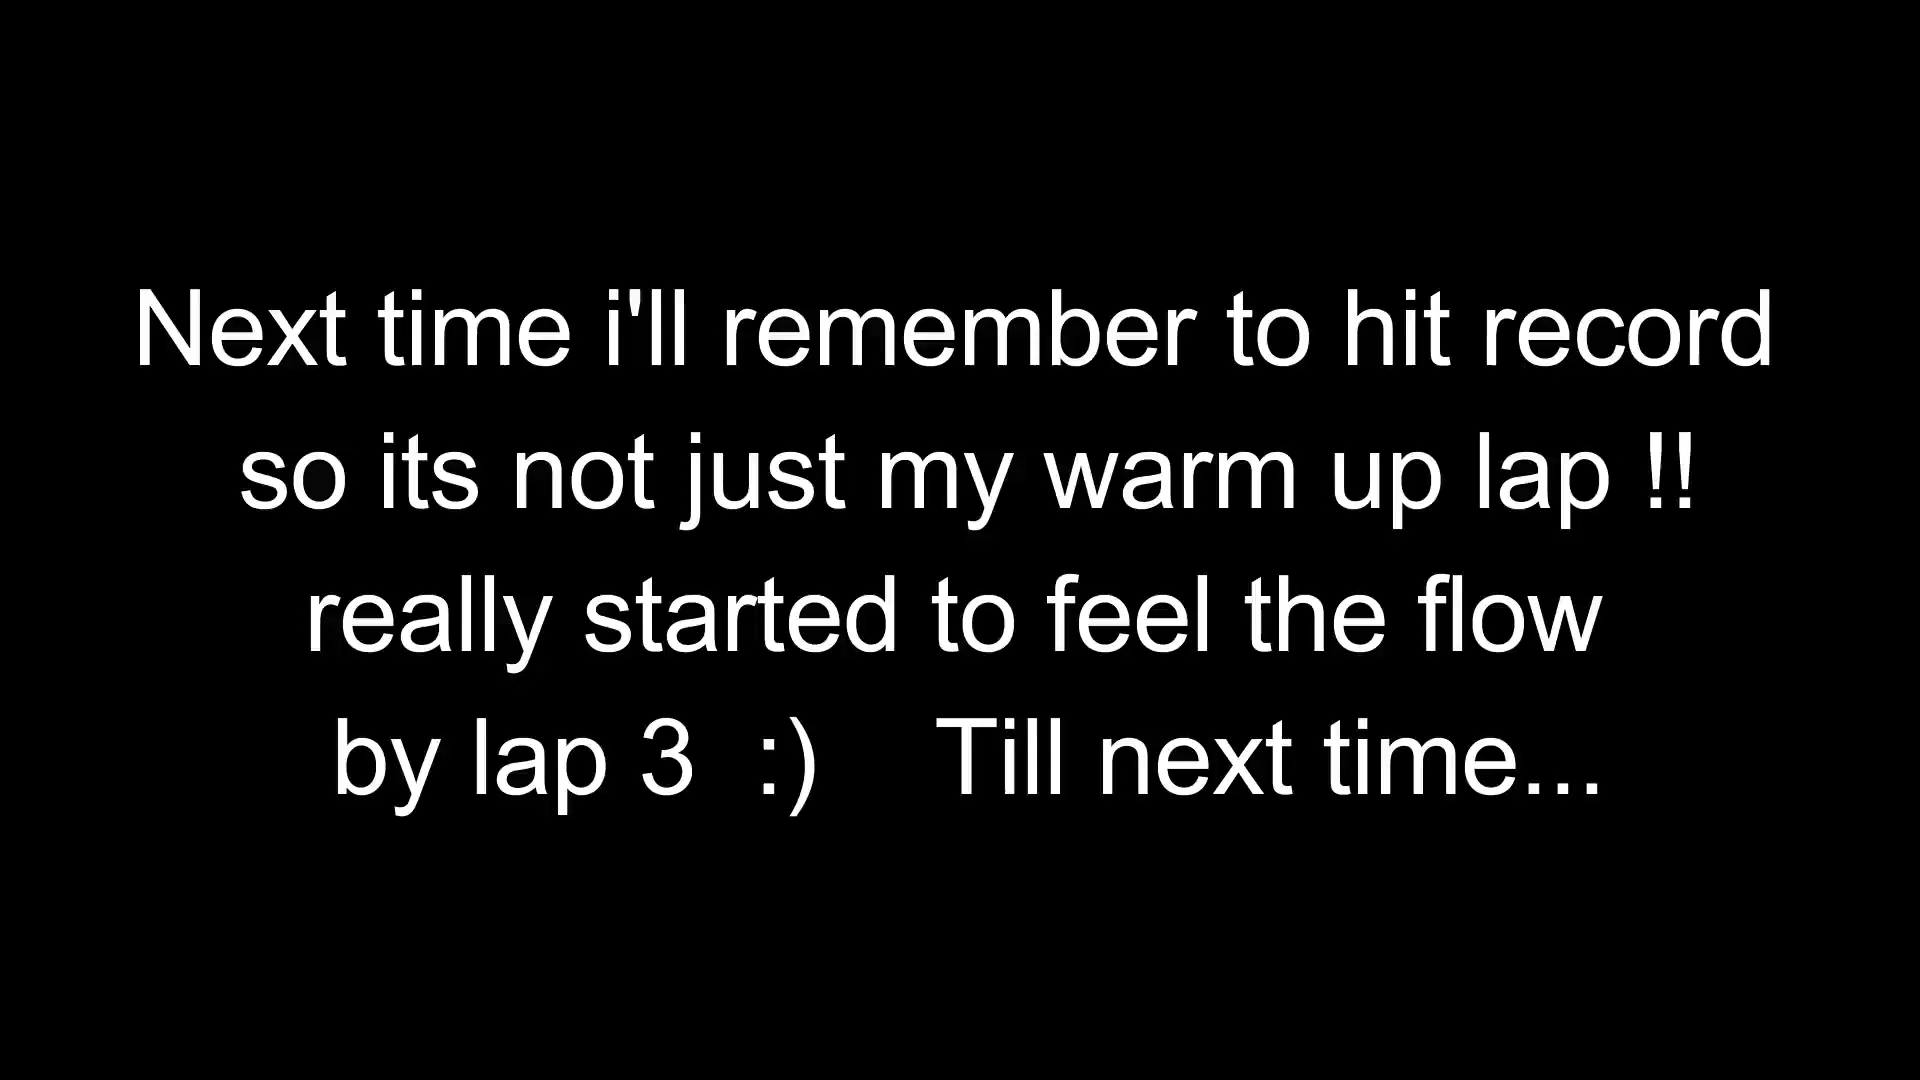 Next time i'll remember to hit record
so its not just my warm up lap !!
really started to feel the flow
by lap 3  :)    Till next time...